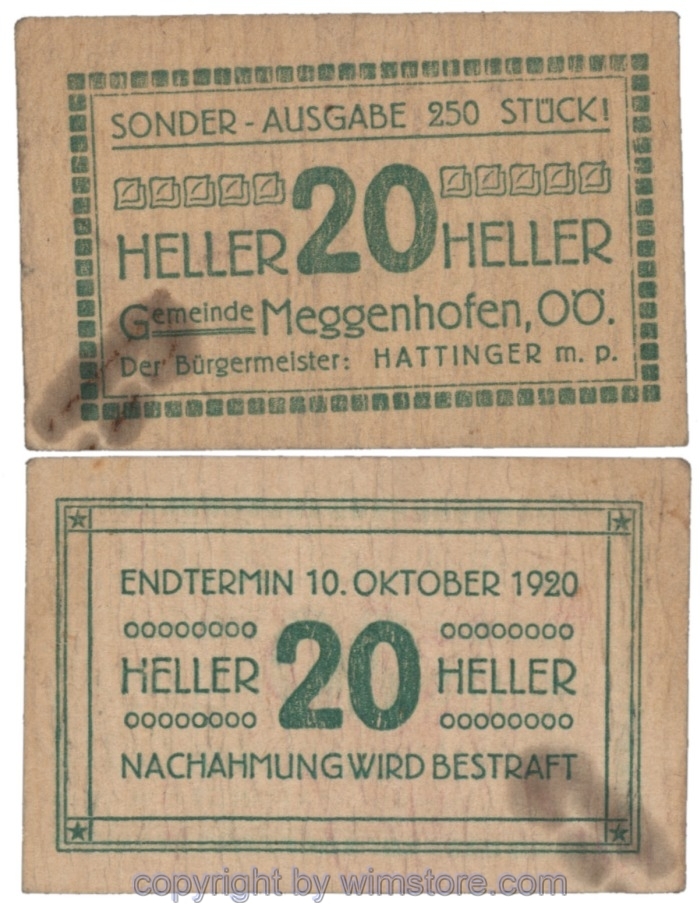 SONDER - AUSGABE 250 STÜCK!
HELLER 20 HELLER
Gemeinde Meggenhofen, OÖ.
Der Bürgermeister: HATTINGER m. p.
ENDTERMIN 10. OKTOBER 1920
HELLER 20 HELLER
NACHAHMUNG WIRD BESTRAFT
copyright by wimstore.com